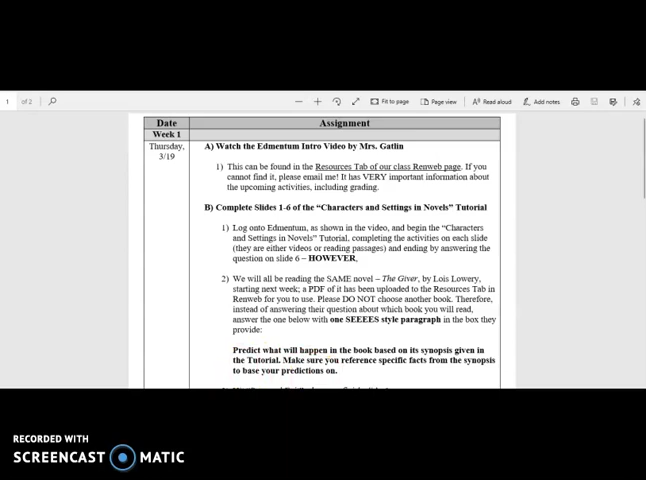 1 of 2 Fit to page Page view Read aloud Add notes
Date Assignment
Week 1
Thursday, A) Watch the Edmentum Intro Video by Mrs. Gatlin
3/19
1) This can be found in the Resources Tab of our class Renweb page. If you
cannot find it, please email me! It has VERY important information about
the upcoming activities, including grading.
B) Complete Slides 1-6 of the “Characters and Settings in Novels” Tutorial
1) Log onto Edmentum, as shown in the video, and begin the “Characters
and Settings in Novels” Tutorial, completing the activities on each slide
(they are either videos or reading passages) and ending by answering the
question on slide 6 – HOWEVER,
2) We will all be reading the SAME novel – The Giver, by Lois Lowery,
starting next week; a PDF of it has been uploaded to the Resources Tab in
Renweb for you to use. Please DO NOT choose another book. Therefore,
instead of answering their question about which book you will read,
answer the one below with one SEEEES style paragraph in the box they
provide:
Predict what will happen in the book based on its synopsis given in
the Tutorial. Make sure you reference specific facts from the synopsis
to base your predictions on.
RECORDED WITH
SCREENCAST MATIC